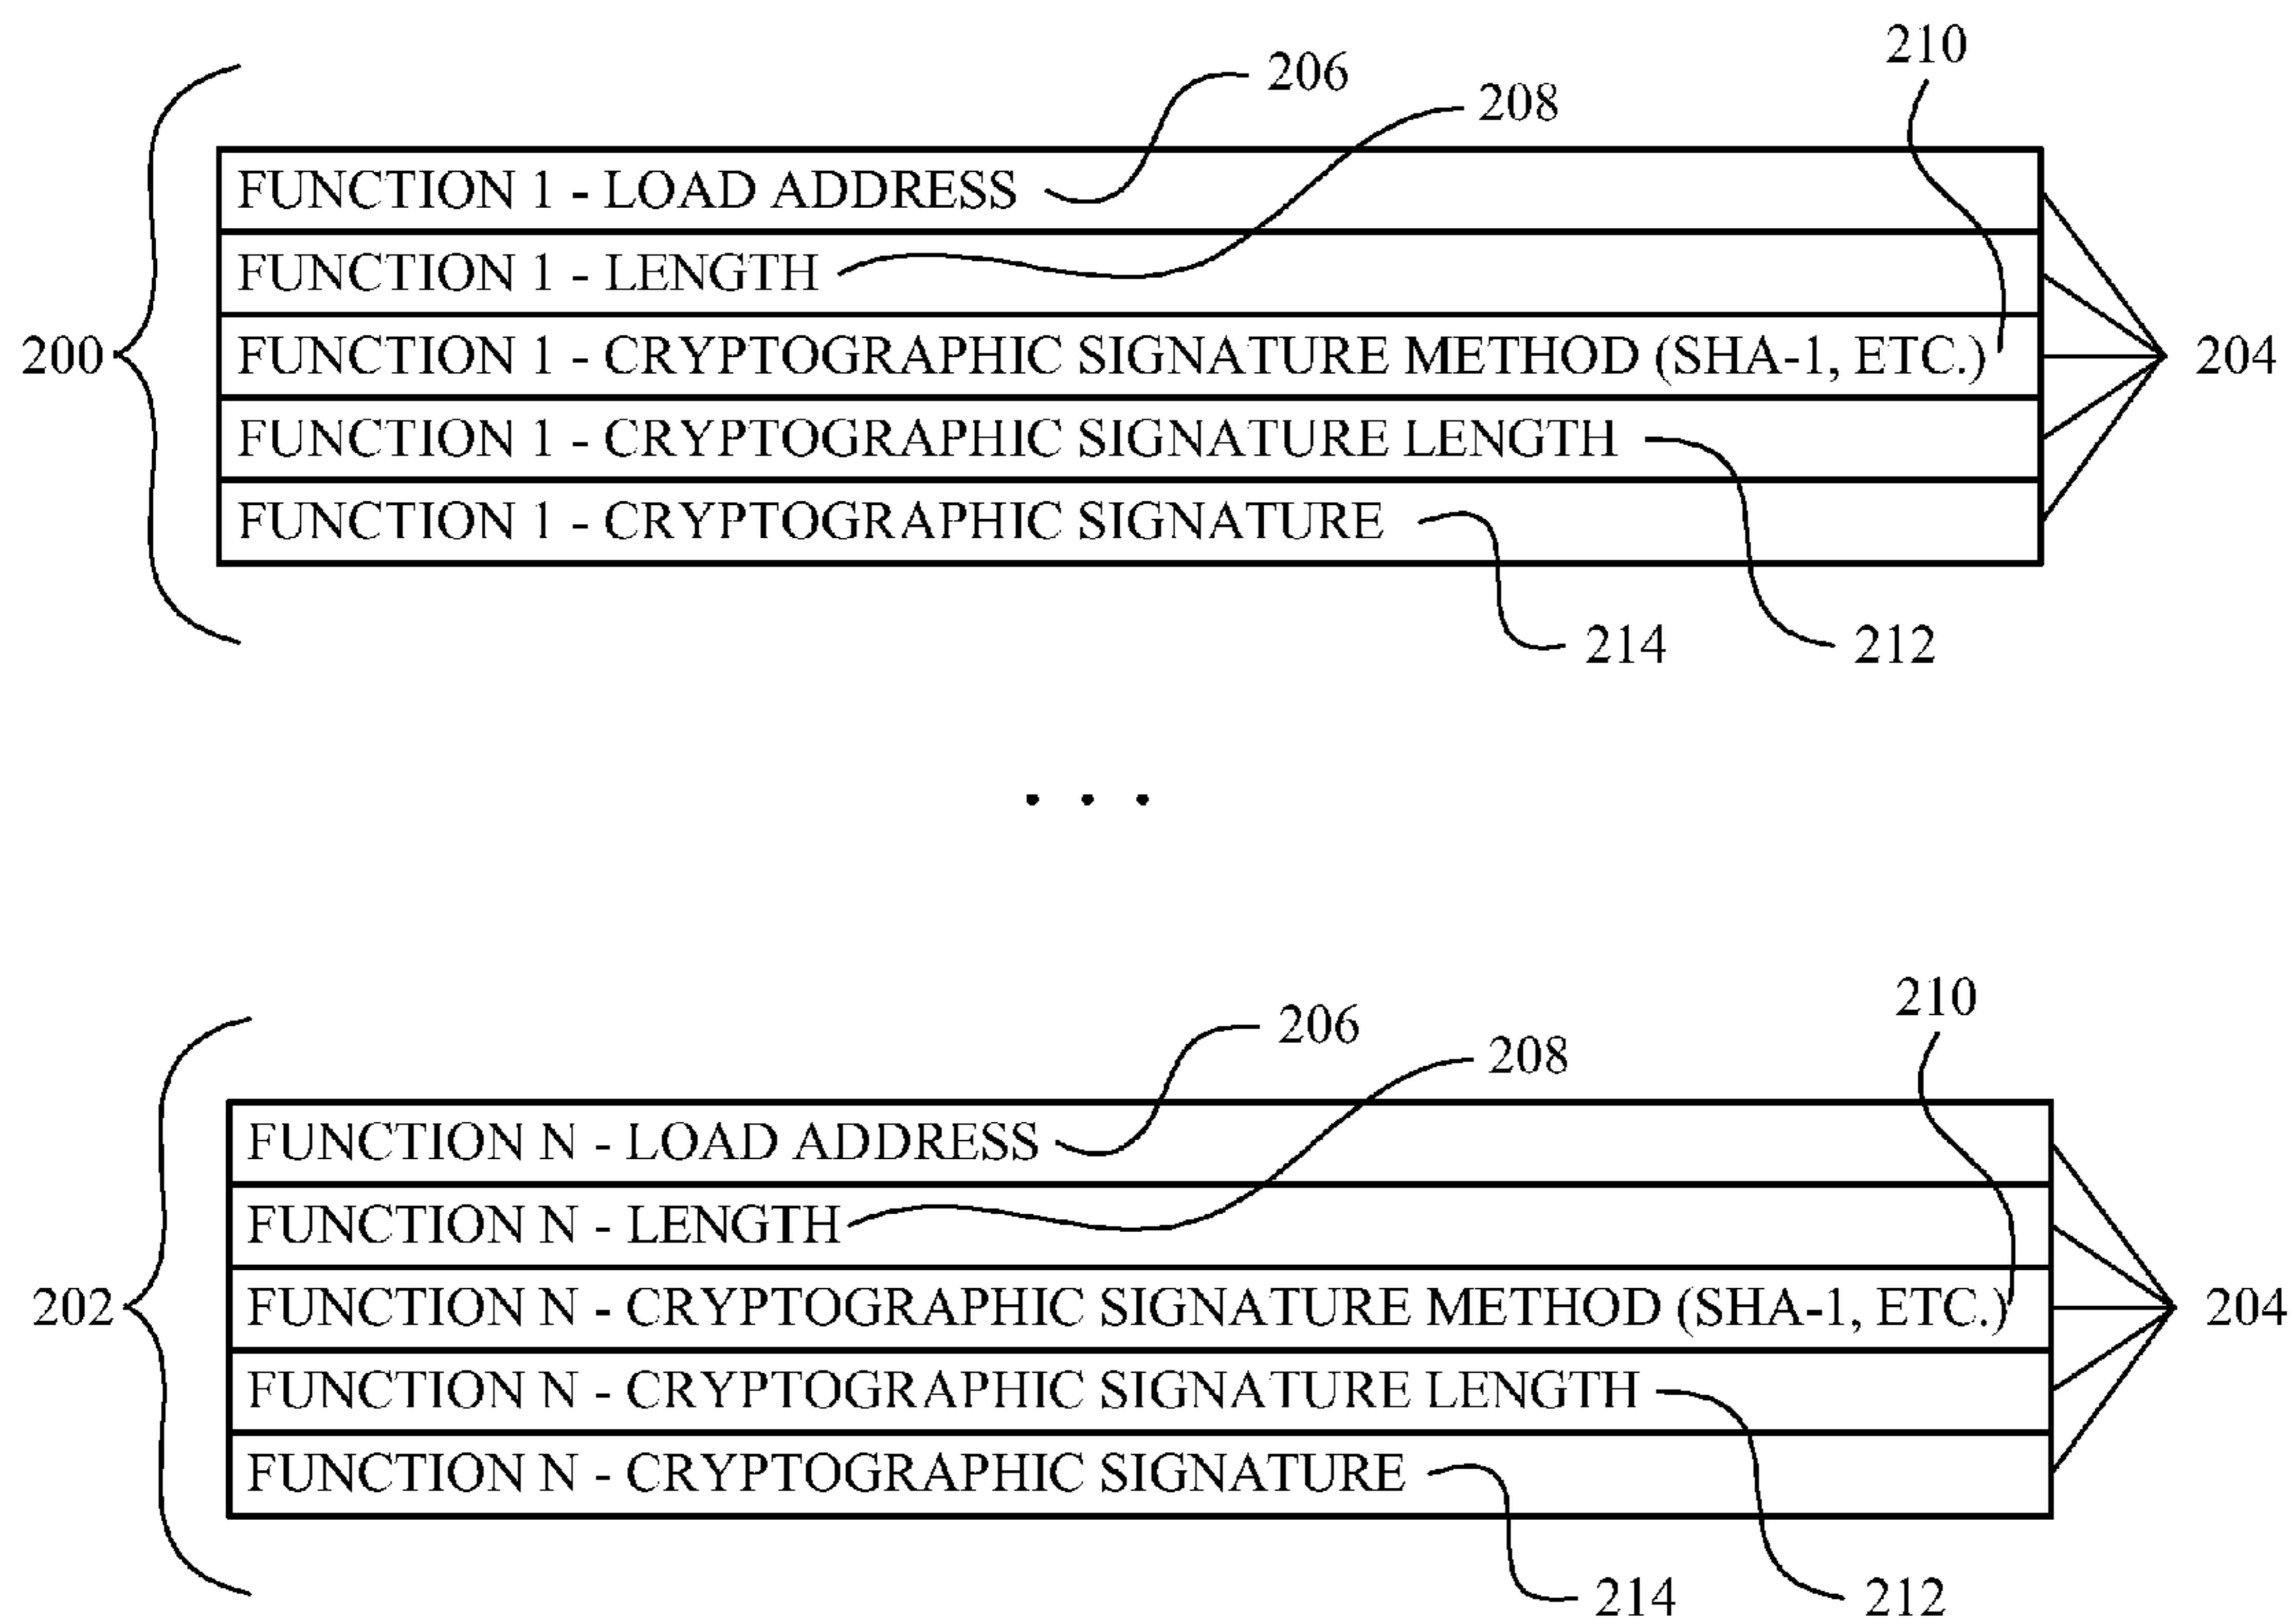 210
206
208
FUNCTION 1 - LOAD ADDRESS
FUNCTION 1 - LENGTH
200
FUNCTION 1 - CRYPTOGRAPHIC SIGNATURE METHOD (SHA-1, ETC.)
204
FUNCTION 1 - CRYPTOGRAPHIC SIGNATURE LENGTH
FUNCTION 1 - CRYPTOGRAPHIC SIGNATURE
214
212
. . .
210
206
208
FUNCTION N - LOAD ADDRESS
FUNCTION N - LENGTH
202
FUNCTION N - CRYPTOGRAPHIC SIGNATURE METHOD (SHA-1, ETC.)
204
FUNCTION N - CRYPTOGRAPHIC SIGNATURE LENGTH
FUNCTION N - CRYPTOGRAPHIC SIGNATURE
214
212